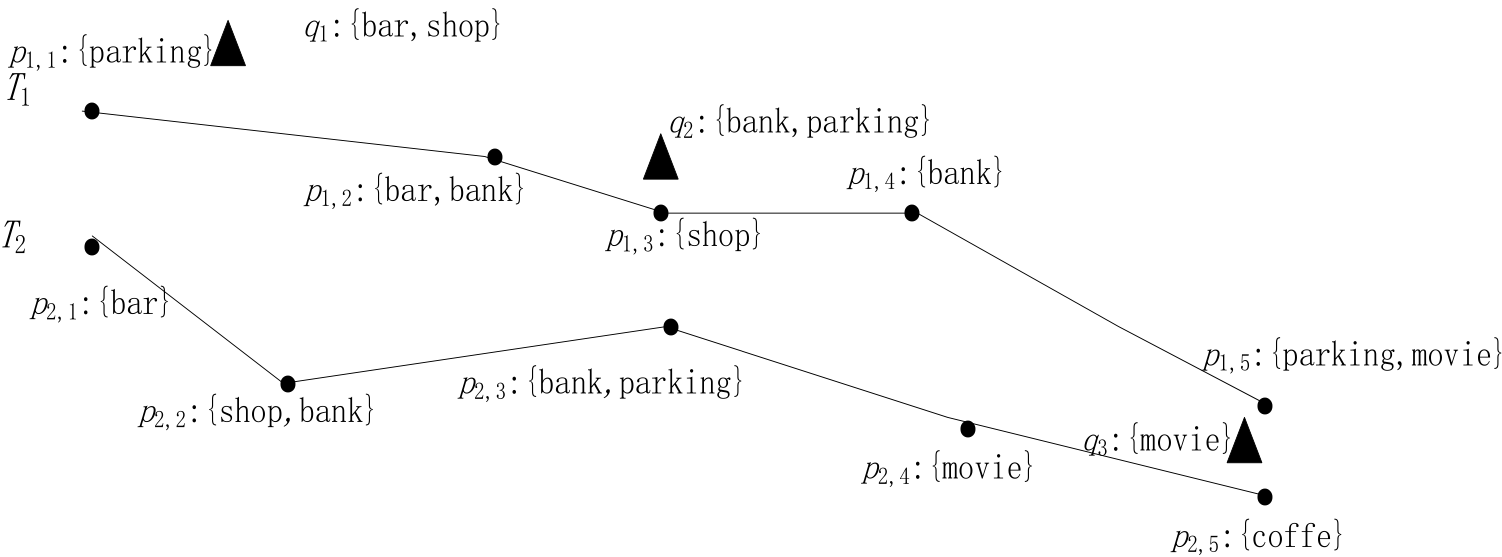 q1: {bar, shop}
p1,1: {parking}
T1
q2: {bank, parking}
p1,4: {bank}
p1,2: {bar, bank}
p1,3: {shop}
T2
p2,1: {bar}
p1,5: {parking, movie}
p2,3: {bank, parking}
p2,2: {shop, bank}
q3: {movie}
p2,4: {movie}
p2,5: {coffe}